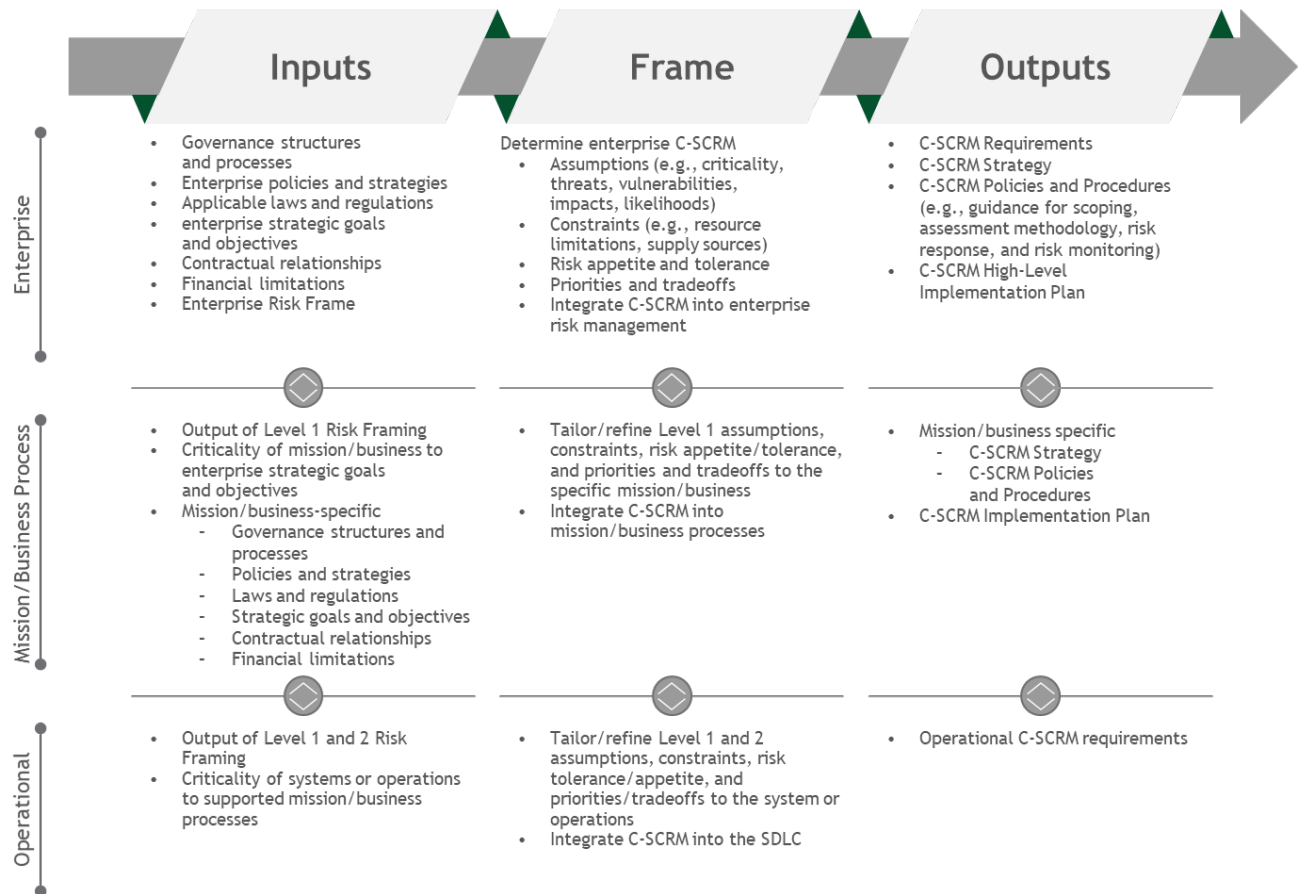 Inputs
Frame
Outputs
Enterprise
• Governance structures
and processes
• Enterprise policies and strategies
• Applicable laws and regulations
• enterprise strategic goals
and objectives
• Contractual relationships
• Financial limitations
• Enterprise Risk Frame
Determine enterprise C-SCRM
• Assumptions (e.g., criticality,
threats, vulnerabilities,
impacts, likelihoods)
• Constraints (e.g., resource
limitations, supply sources)
• Risk appetite and tolerance
• Priorities and tradeoffs
• Integrate C-SCRM into enterprise
risk management
• C-SCRM Requirements
• C-SCRM Strategy
• C-SCRM Policies and Procedures
(e.g., guidance for scoping,
assessment methodology, risk
response, and risk monitoring)
• C-SCRM High-Level
Implementation Plan
Mission/Business Process
• Output of Level 1 Risk Framing
• Criticality of mission/business to
enterprise strategic goals
and objectives
• Mission/business-specific
- Governance structures and
processes
- Policies and strategies
- Laws and regulations
- Strategic goals and objectives
- Contractual relationships
- Financial limitations
• Tailor/refine Level 1 assumptions,
constraints, risk appetite/tolerance,
and priorities and tradeoffs to the
specific mission/business
• Integrate C-SCRM into
mission/business processes
• Mission/business specific
- C-SCRM Strategy
- C-SCRM Policies
and Procedures
• C-SCRM Implementation Plan
Operational
• Output of Level 1 and 2 Risk
Framing
• Criticality of systems or operations
to supported mission/business
processes
• Tailor/refine Level 1 and 2
assumptions, constraints, risk
tolerance/appetite, and
priorities/tradeoffs to the system or
operations
• Integrate C-SCRM into the SDLC
• Operational C-SCRM requirements